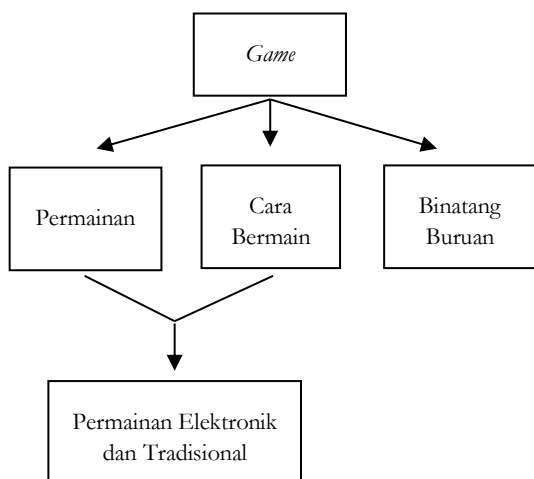 Game
Permainan
Cara
Bermain
Binatang
Buruan
Permainan Elektronik
dan Tradisional